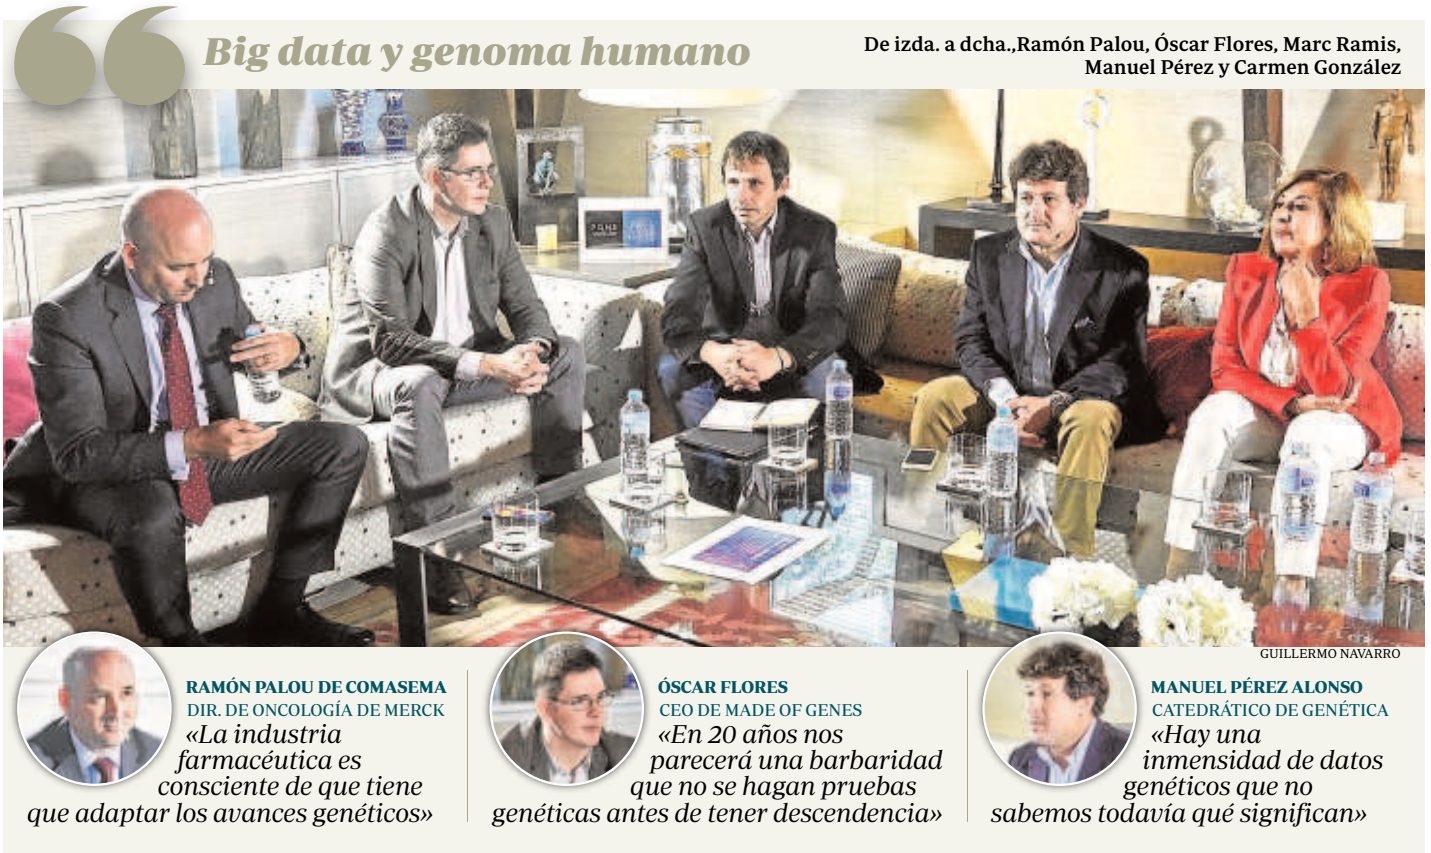 Big data y genoma humano
De izda. a dcha.,Ramón Palou, Óscar Flores, Marc Ramis,
Manuel Pérez y Carmen González
GUILLERMO NAVARRO
RAMÓN PALOU DE COMASEMA
DIR. DE ONCOLOGÍA DE MERCK
«La industria
farmacéutica es
consciente de que tiene
que adaptar los avances genéticos»
ÓSCAR FLORES
CEO DE MADE OF GENES
«En 20 años nos
parecerá una barbaridad
que no se hagan pruebas
genéticas antes de tener descendencia»
MANUEL PÉREZ ALONSO
CATEDRÁTICO DE GENÉTICA
«Hay una
inmensidad de datos
genéticos que no
sabemos todavía qué significan»